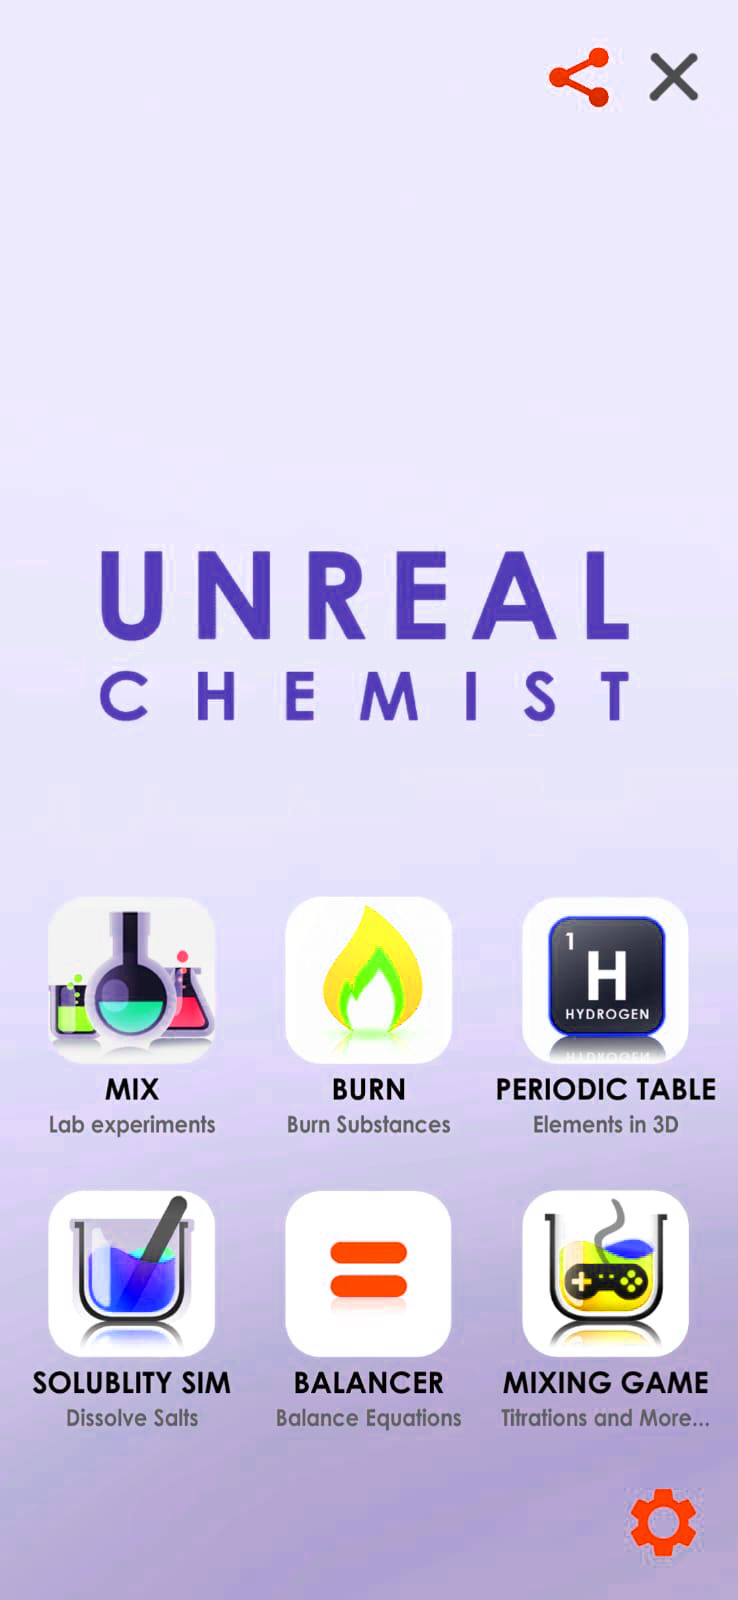 UNREAL
CHEMIST
1
H
HYDROGEN
MIX
BURN
PERIODIC TABLE
Lab experiments
Burn Substances
Elements in 3D
SOLUBLITY SIM
BALANCER
MIXING GAME
Dissolve Salts
Balance Equations
Titrations and More...